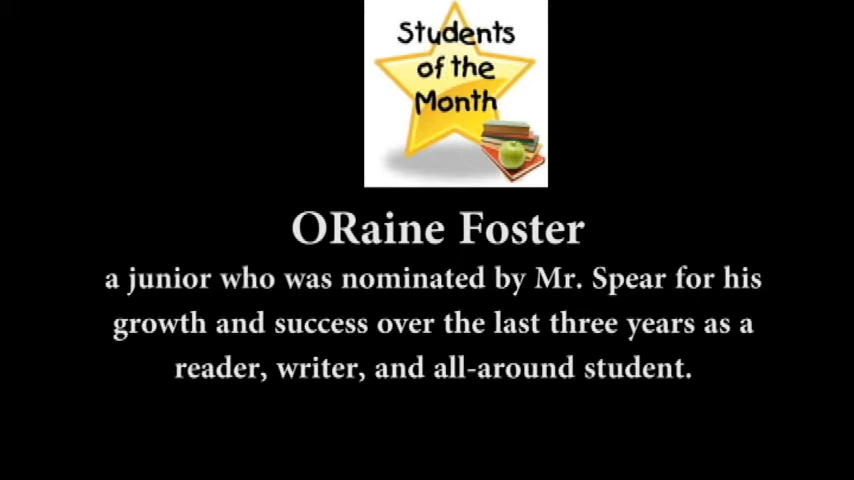 Students
of the
Month
ORaine Foster
a junior who was nominated by Mr. Spear for his
growth and success over the last three years as a
reader, writer, and all-around student.